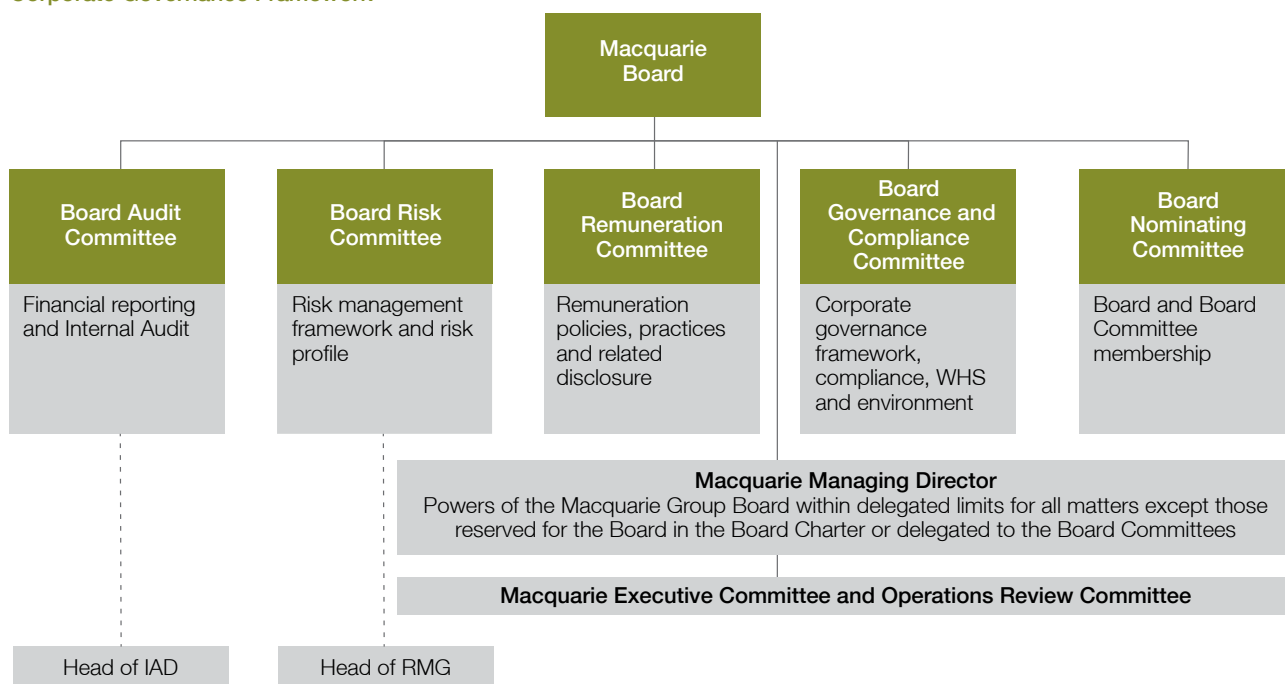 Corporate Governance Framework
Macquarie
Board
Board Audit
Committee
Financial reporting
and Internal Audit
Board Risk
Committee
Risk management
framework and risk
profile
Board
Remuneration
Committee
Remuneration
policies, practices
and related
disclosure
Board
Governance and
Compliance
Committee
Corporate
governance
framework,
compliance, WHS
and environment
Board
Nominating
Committee
Board and Board
Committee
membership
Macquarie Managing Director
Powers of the Macquarie Group Board within delegated limits for all matters except those
reserved for the Board in the Board Charter or delegated to the Board Committees
Macquarie Executive Committee and Operations Review Committee
Head of IAD
Head of RMG